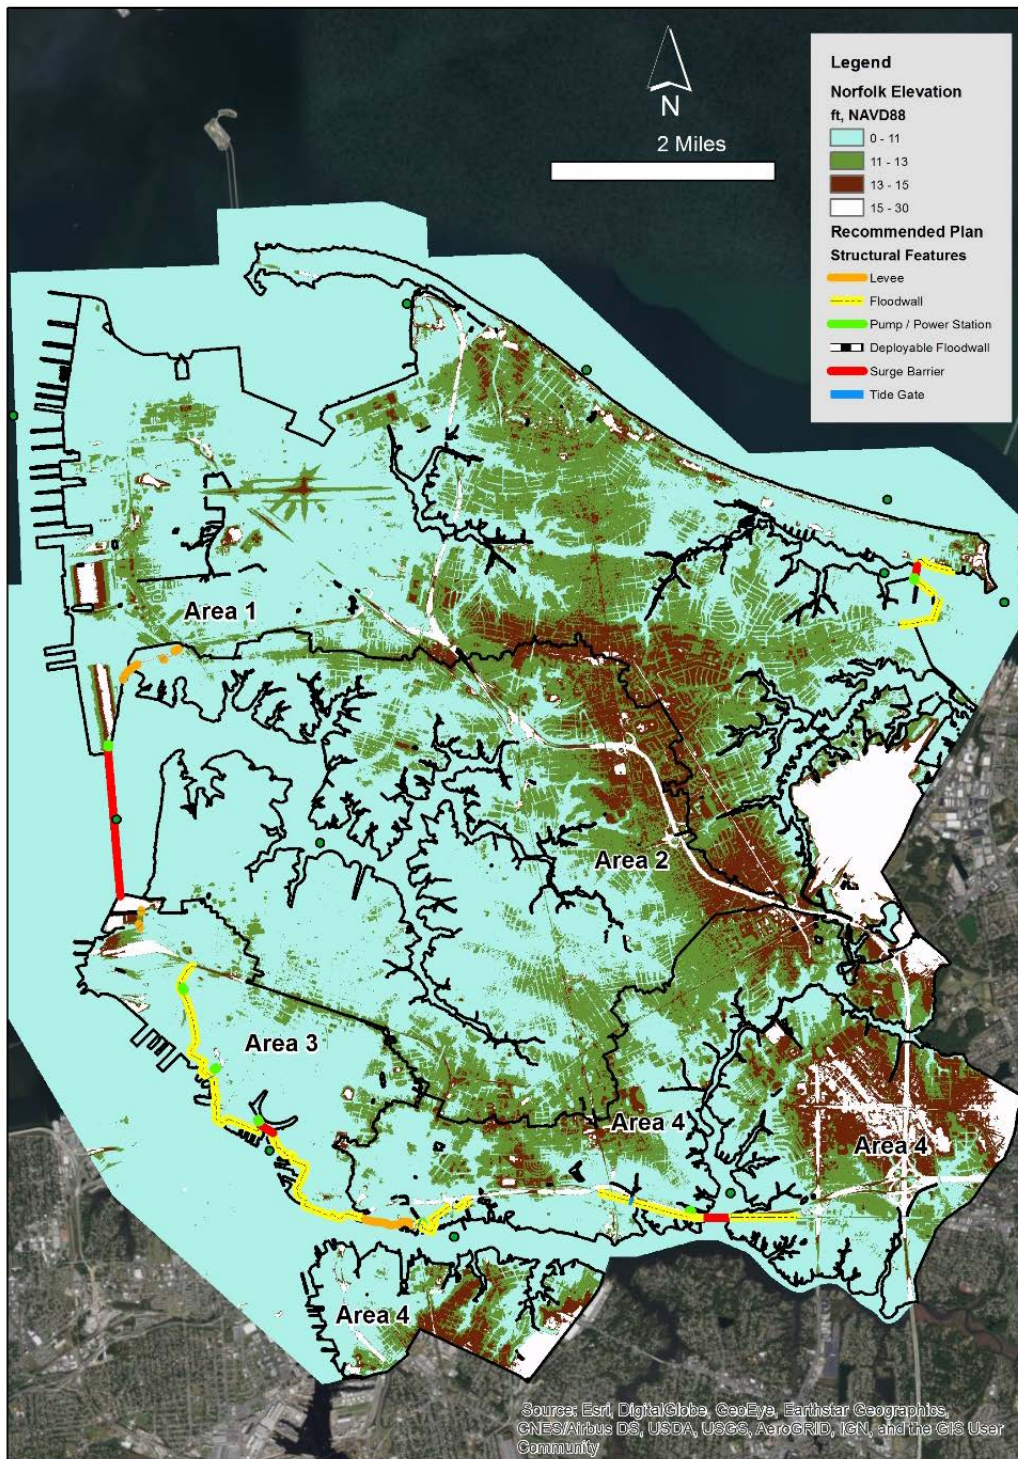 N
2 Miles
Legend
Norfolk Elevation
ft, NAVD88
0 - 11
11 - 13
13 - 15
15 - 30
Recommended Plan
Structural Features
Levee
Floodwall
Pump / Power Station
Deployable Floodwall
Surge Barrier
Tide Gate
Area 1
Area 2
Area 3
Area 4
Area 4
Area 4
Source: Esri, DigitalGlobe, GeoEye, Earthstar Geographics,
CNES/Airbus DS, USDA, USGS, AeroGRID, IGN, and the GIS User
Community